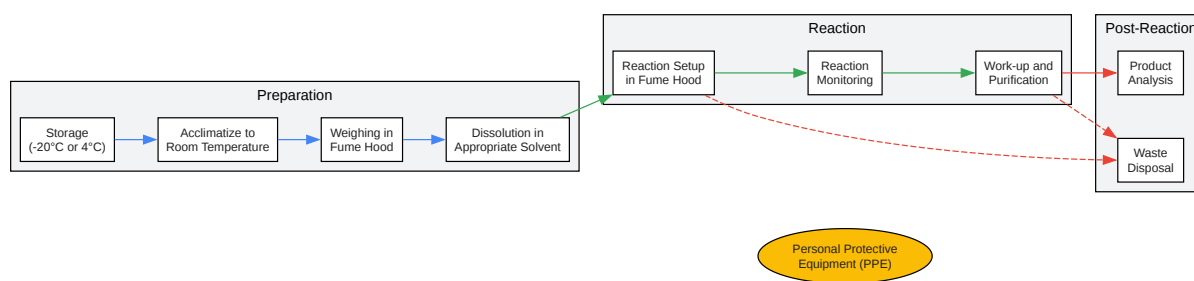 Preparation
Storage
(-20°C or 4°C)
Acclimatize to
Room Temperature
Weighing in
Fume Hood
Dissolution in
Appropriate Solvent
Reaction
Reaction Setup
in Fume Hood
Reaction
Monitoring
Work-up and
Purification
Post-Reaction
Product
Analysis
Waste
Disposal
Personal Protective
Equipment (PPE)